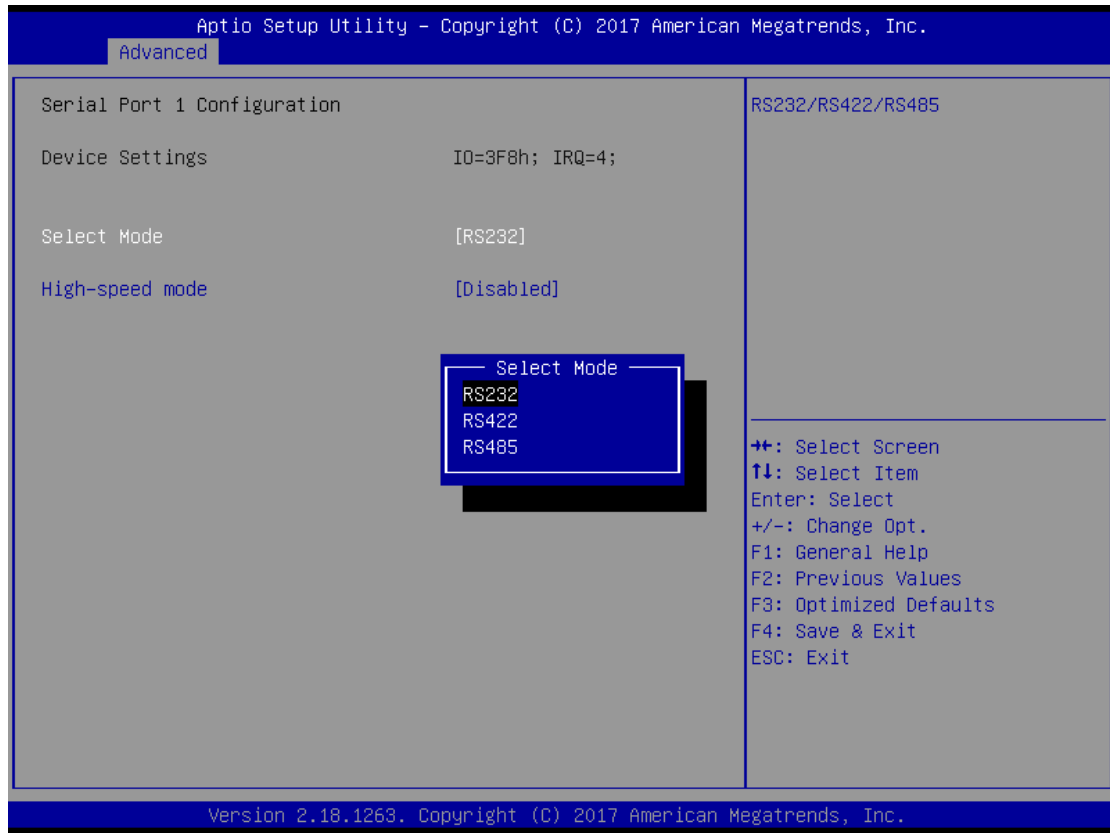 Aptio Setup Utility – Copyright (C) 2017 American Megatrends, Inc.
Advanced
Serial Port 1 Configuration
Device Settings IO=3F8h; IRQ=4;
Select Mode [RS232]
High-speed mode [Disabled]
Select Mode
RS232
RS422
RS485
RS232/RS422/RS485
→←: Select Screen
↑↓: Select Item
Enter: Select
+/-: Change Opt.
F1: General Help
F2: Previous Values
F3: Optimized Defaults
F4: Save & Exit
ESC: Exit
Version 2.18.1263. Copyright (C) 2017 American Megatrends, Inc.